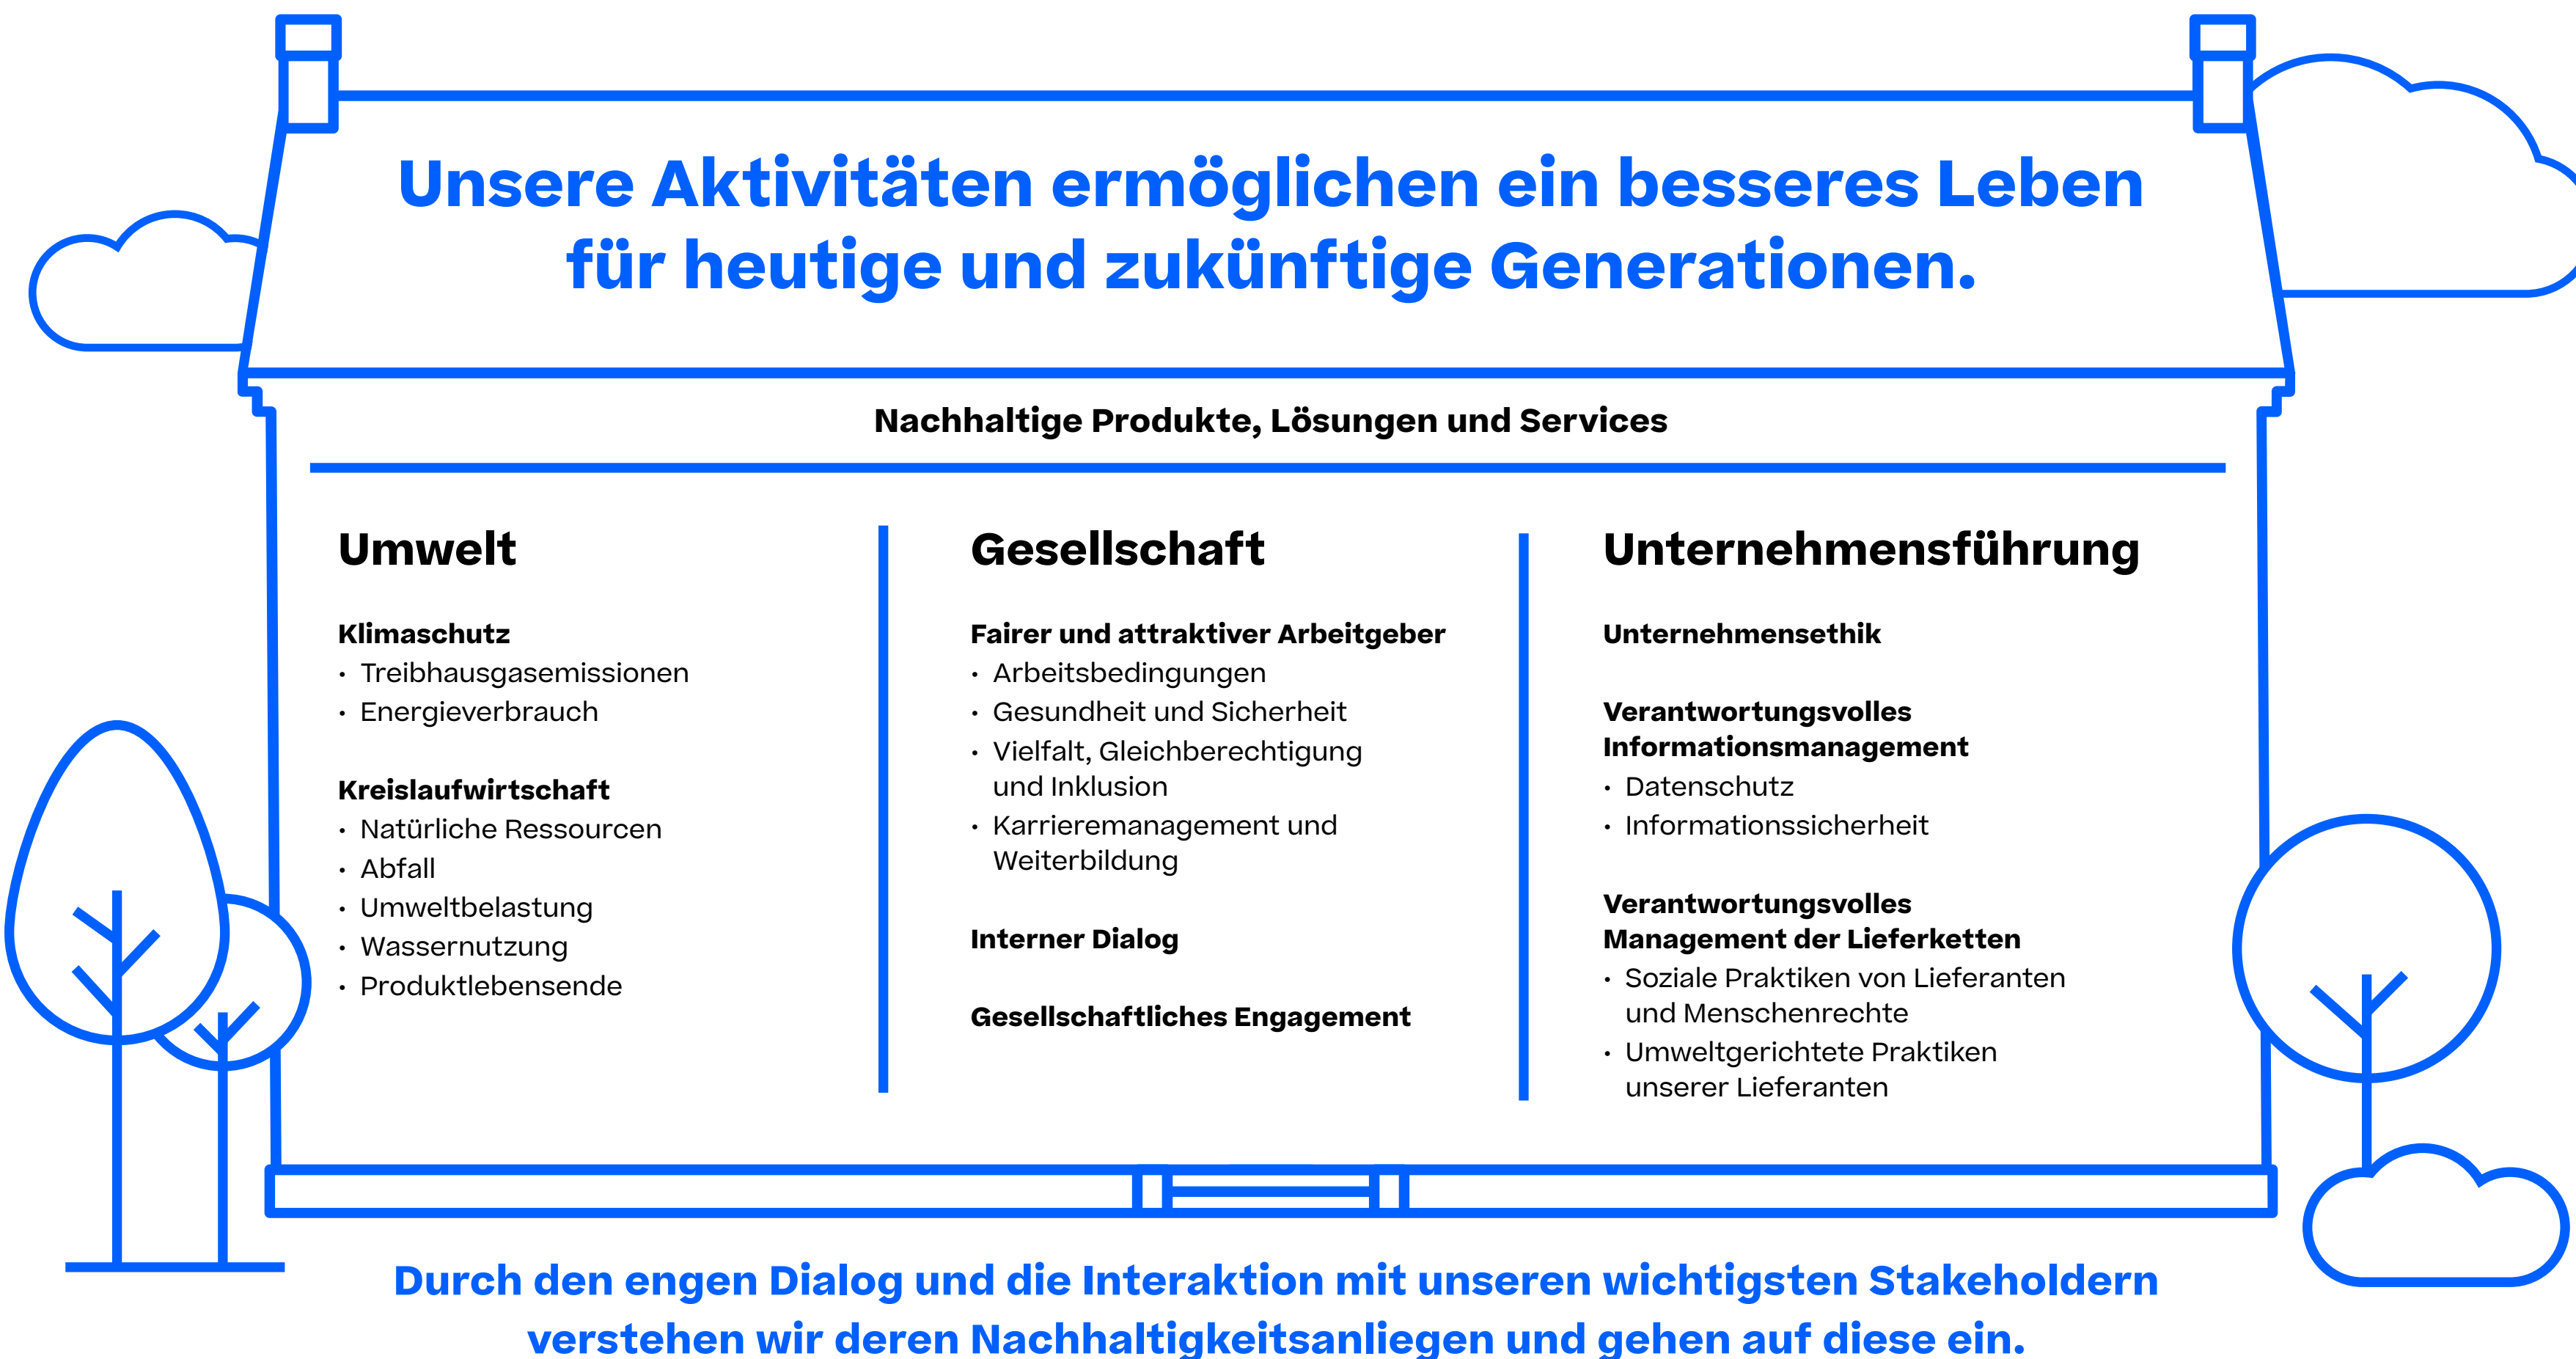 Unsere Aktivitäten ermöglichen ein besseres Leben
für heutige und zukünftige Generationen.
Nachhaltige Produkte, Lösungen und Services
Umwelt
Klimaschutz
• Treibhausgasemissionen
• Energieverbrauch
Kreislaufwirtschaft
• Natürliche Ressourcen
• Abfall
• Umweltbelastung
• Wassernutzung
• Produktlebensende
Gesellschaft
Fairer und attraktiver Arbeitgeber
• Arbeitsbedingungen
• Gesundheit und Sicherheit
• Vielfalt, Gleichberechtigung
und Inklusion
• Karrieremanagement und
Weiterbildung
Interner Dialog
Gesellschaftliches Engagement
Unternehmensführung
Unternehmensethik
Verantwortungsvolles
Informationsmanagement
• Datenschutz
• Informationssicherheit
Verantwortungsvolles
Management der Lieferketten
• Soziale Praktiken von Lieferanten
und Menschenrechte
• Umweltgerichtete Praktiken
unserer Lieferanten
Durch den engen Dialog und die Interaktion mit unseren wichtigsten Stakeholdern
verstehen wir deren Nachhaltigkeitsanliegen und gehen auf diese ein.